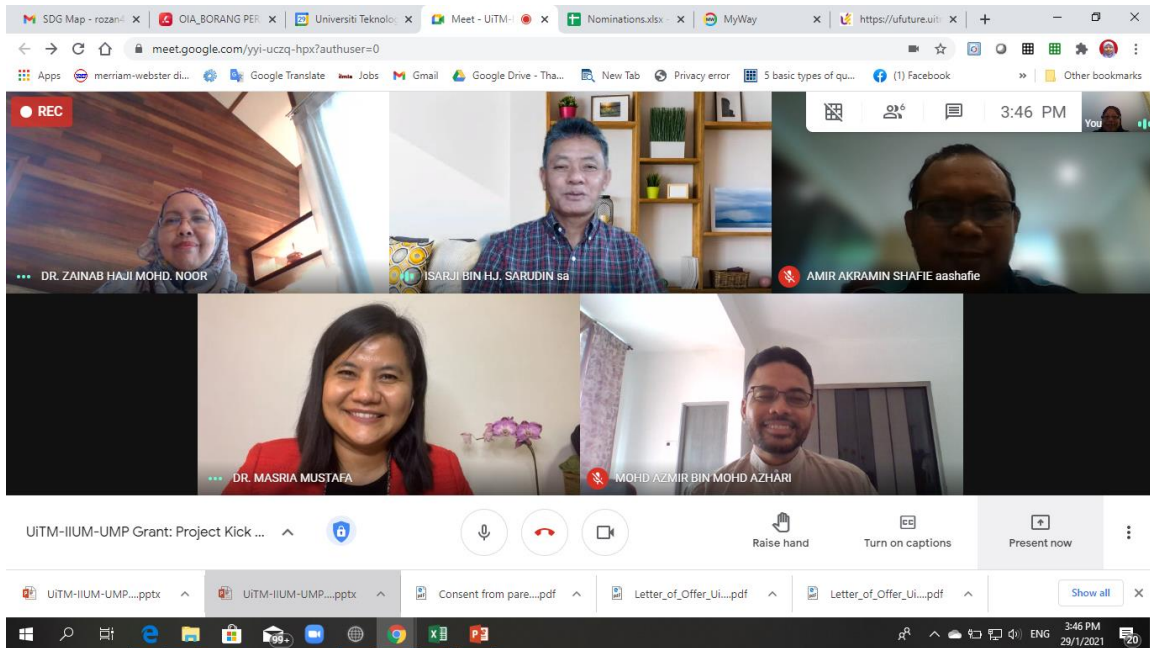 SDG Map - rozan4
OIA_BORANG PER
Universiti Teknolo
Meet - UiTM-I
Nominations.xlsx -
MyWay
https://ufuture.uit
meet.google.com/yyi-uczq-hpx?authuser=0
Apps
merriam-webster di...
Google Translate
Jobs
Gmail
Google Drive - Tha...
New Tab
Privacy error
5 basic types of qu...
(1) Facebook
»
Other bookmarks
REC
6
3:46 PM
You
DR. ZAINAB HAJI MOHD. NOOR
ISARJI BIN HJ. SARUDIN sa
AMIR AKRAMIN SHAFIE aashafie
DR. MASRIA MUSTAFA
MOHD AZMIR BIN MOHD AZHARI
UiTM-IIUM-UMP Grant: Project Kick ...
Raise hand
Turn on captions
Present now
UiTM-IIUM-UMP....pptx
UiTM-IIUM-UMP....pptx
Consent from pare....pdf
Letter_of_Offer_Ui....pdf
Letter_of_Offer_Ui....pdf
Show all
99+
ENG
3:46 PM
29/1/2021
20